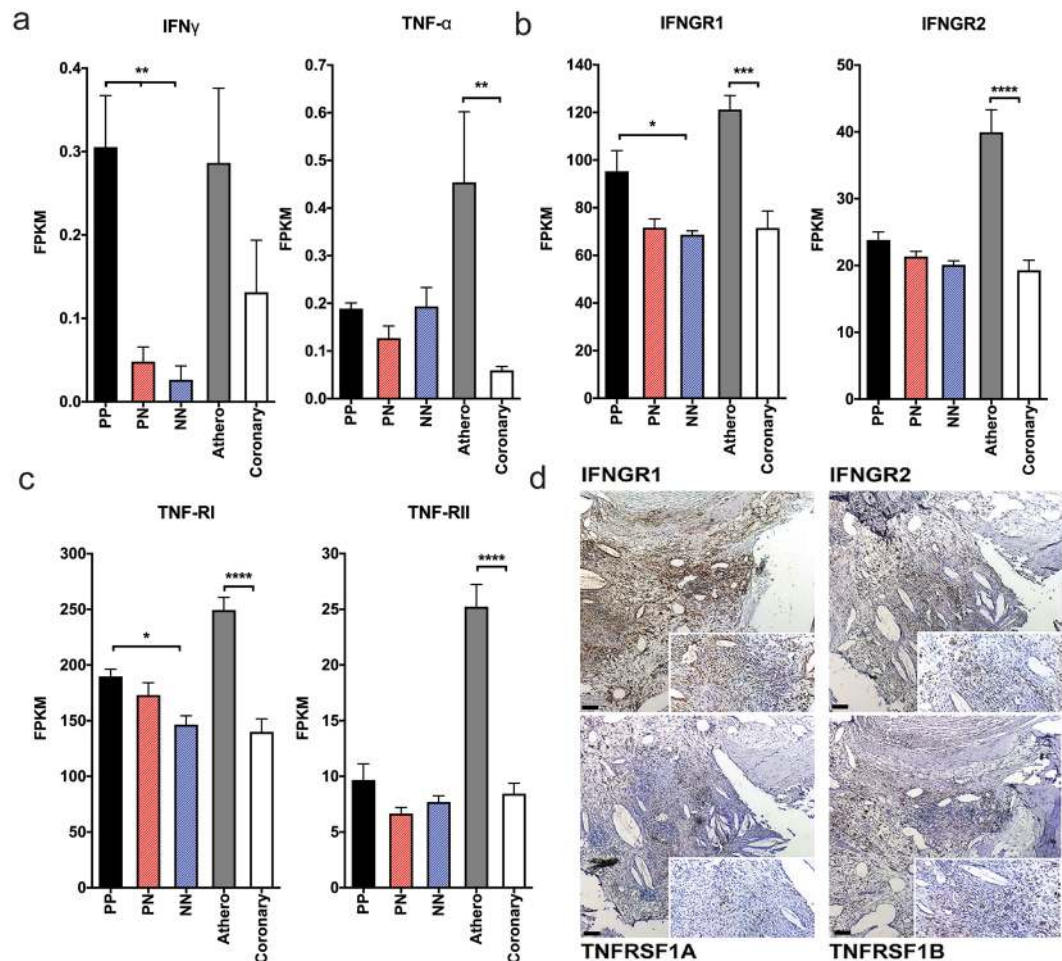 a
IFNγ
FPKM
0.4
0.3
0.2
0.1
0.0
**
PP
PN
NN
Athero
Coronary
TNF-α
FPKM
0.7
0.6
0.5
0.4
0.3
0.2
0.1
0.0
**
PP
PN
NN
Athero
Coronary
b
IFNGR1
FPKM
140
120
100
80
60
40
20
0
*
***
PP
PN
NN
Athero
Coronary
IFNGR2
FPKM
50
40
30
20
10
0
****
PP
PN
NN
Athero
Coronary
c
TNF-RI
FPKM
300
250
200
150
100
50
0
*
****
PP
PN
NN
Athero
Coronary
TNF-RII
FPKM
30
25
20
15
10
5
0
****
PP
PN
NN
Athero
Coronary
d
IFNGR1
IFNGR2
TNFRSF1A
TNFRSF1B